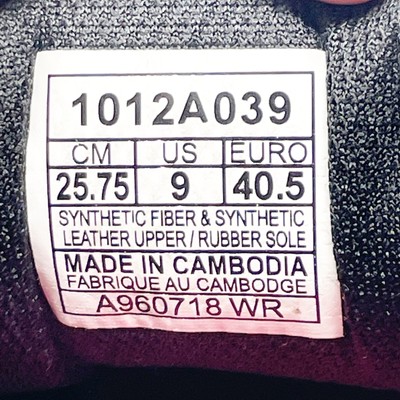 1012A039
CM US EURO
25.75 9 40.5
SYNTHETIC FIBER & SYNTHETIC
LEATHER UPPER / RUBBER SOLE
MADE IN CAMBODIA
FABRIQUE AU CAMBODGE
A960718 WR